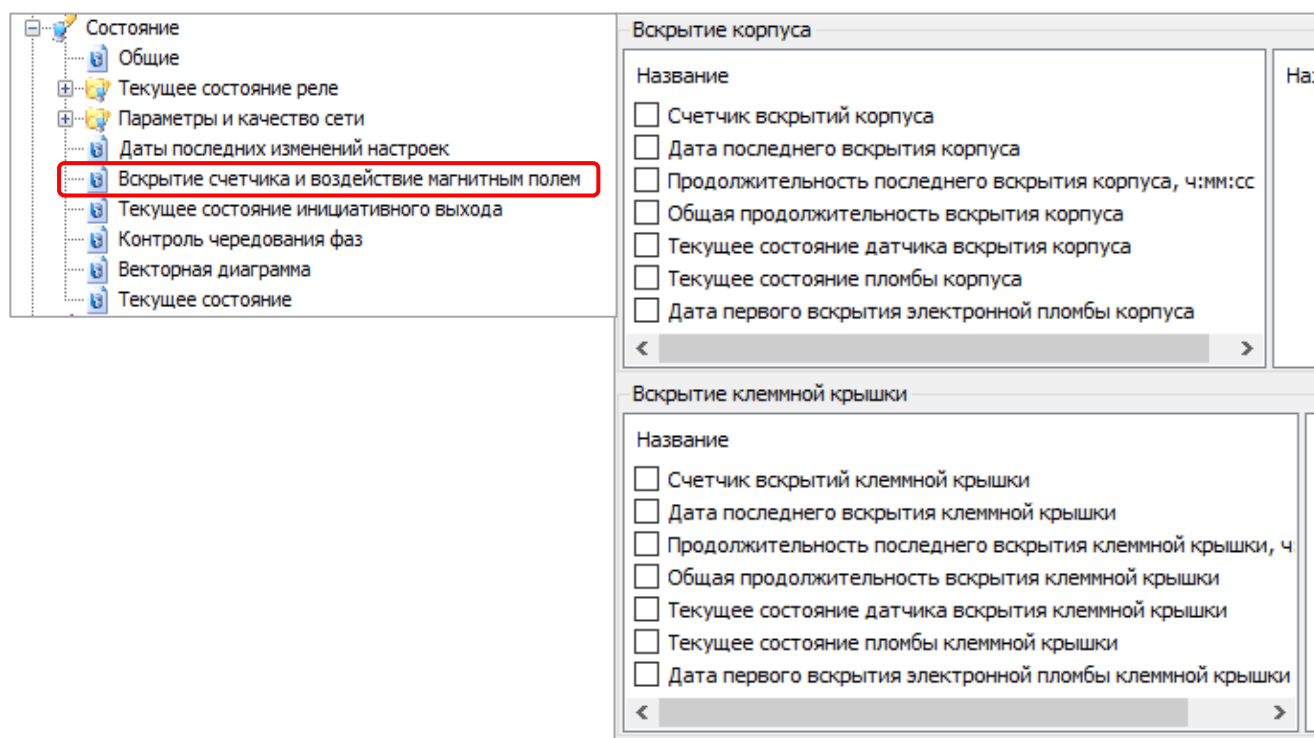 Состояние
Общие
Текущее состояние реле
Параметры и качество сети
Даты последних изменений настроек
Вскрытие счетчика и воздействие магнитным полем
Текущее состояние инициативного выхода
Контроль чередования фаз
Векторная диаграмма
Текущее состояние
Вскрытие корпуса
Название
Наз
Счетчик вскрытий корпуса
Дата последнего вскрытия корпуса
Продолжительность последнего вскрытия корпуса, ч:мм:сс
Общая продолжительность вскрытия корпуса
Текущее состояние датчика вскрытия корпуса
Текущее состояние пломбы корпуса
Дата первого вскрытия электронной пломбы корпуса
Вскрытие клеммной крышки
Название
Счетчик вскрытий клеммной крышки
Дата последнего вскрытия клеммной крышки
Продолжительность последнего вскрытия клеммной крышки, ч:
Общая продолжительность вскрытия клеммной крышки
Текущее состояние датчика вскрытия клеммной крышки
Текущее состояние пломбы клеммной крышки
Дата первого вскрытия электронной пломбы клеммной крышки